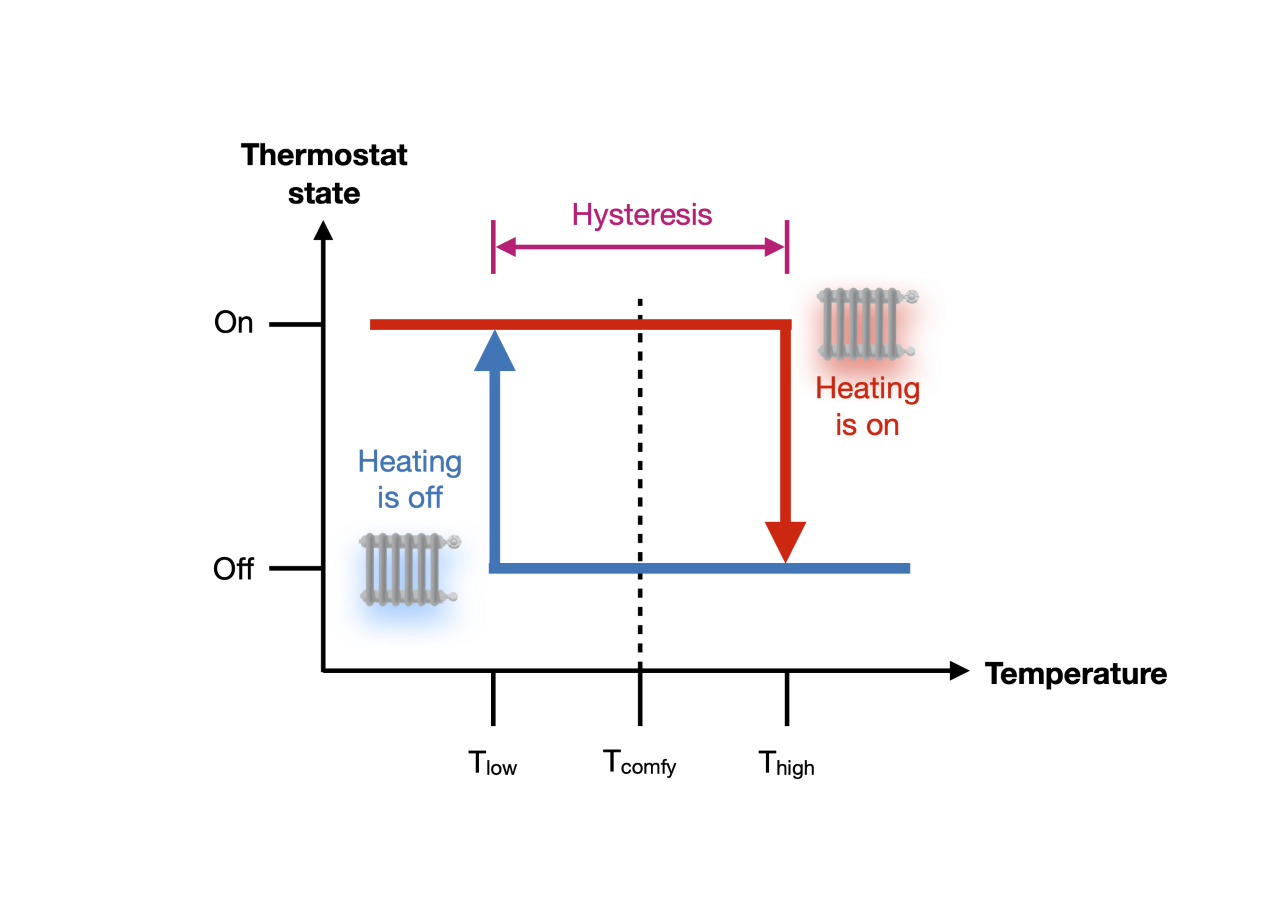 Thermostat
state
Hysteresis
On
Heating
is on
Heating
is off
Off
Temperature
Tlow
Tcomfy
Thigh